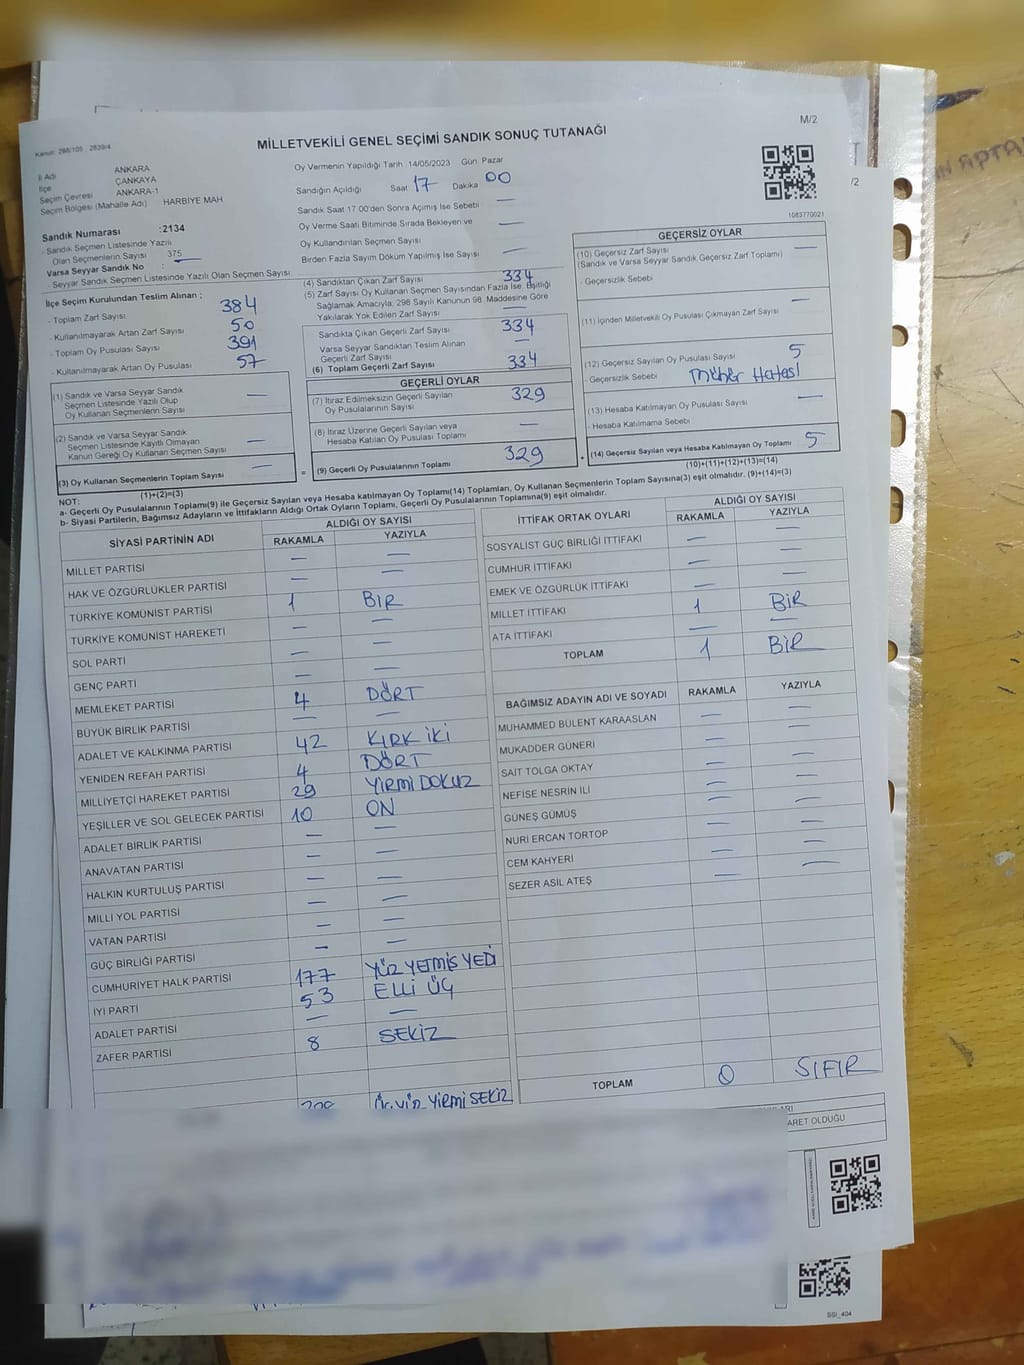 MİLLETVEKİLİ GENEL SEÇİMİ SANDIK SONUÇ TUTANAĞI
M/2
Kanun: 298/105 , 2839/4
İl Adı ANKARA
İlçe ÇANKAYA
Seçim Çevresi ANKARA-1
Seçim Bölgesi (Mahalle Adı) HARBİYE MAH
Oy Vermenin Yapıldığı Tarih 14/05/2023 Gün Pazar
Sandığın Açıldığı Saat 17 Dakika 00
Sandık Saat 17.00'den Sonra Açılmış İse Sebebi —
Oy Verme Saati Bitiminde Sırada Bekleyen ve
Oy Kullandırılan Seçmen Sayısı —
Birden Fazla Sayım Döküm Yapılmış İse Sayısı —
/2
1083770021
Sandık Numarası :2134
- Sandık Seçmen Listesinde Yazılı
Olan Seçmenlerin Sayısı 375
Varsa Seyyar Sandık No :
- Seyyar Sandık Seçmen Listesinde Yazılı Olan Seçmen Sayısı
İlçe Seçim Kurulundan Teslim Alınan ;
- Toplam Zarf Sayısı 384
- Kullanılmayarak Artan Zarf Sayısı 50
- Toplam Oy Pusulası Sayısı 391
- Kullanılmayarak Artan Oy Pusulası 57
(1) Sandık ve Varsa Seyyar Sandık
Seçmen Listesinde Yazılı Olup
Oy Kullanan Seçmenlerin Sayısı —
(2) Sandık ve Varsa Seyyar Sandık
Seçmen Listesinde Kayıtlı Olmayan
Kanun Gereği Oy Kullanan Seçmen Sayısı —
(3) Oy Kullanan Seçmenlerin Toplam Sayısı —
(1)+(2)=(3)
(4) Sandıktan Çıkan Zarf Sayısı 334
(5) Zarf Sayısı Oy Kullanan Seçmen Sayısından Fazla İse, Eşitliği
Sağlamak Amacıyla, 298 Sayılı Kanunun 98. Maddesine Göre
Yakılarak Yok Edilen Zarf Sayısı —
Sandıkta Çıkan Geçerli Zarf Sayısı 334
Varsa Seyyar Sandıktan Teslim Alınan
Geçerli Zarf Sayısı —
(6) Toplam Geçerli Zarf Sayısı 334
GEÇERLİ OYLAR
(7) İtiraz Edilmeksizin Geçerli Sayılan
Oy Pusulalarının Sayısı 329
(8) İtiraz Üzerine Geçerli Sayılan veya
Hesaba Katılan Oy Pusulası Toplamı —
= (9) Geçerli Oy Pusulalarının Toplamı 329 +
GEÇERSİZ OYLAR
(10) Geçersiz Zarf Sayısı —
(Sandık ve Varsa Seyyar Sandık Geçersiz Zarf Toplamı)
- Geçersizlik Sebebi
(11) İçinden Milletvekili Oy Pusulası Çıkmayan Zarf Sayısı —
(12) Geçersiz Sayılan Oy Pusulası Sayısı 5
- Geçersizlik Sebebi Mühür Hatası
(13) Hesaba Katılmayan Oy Pusulası Sayısı —
- Hesaba Katılmama Sebebi
(14) Geçersiz Sayılan veya Hesaba Katılmayan Oy Toplamı 5
(10)+(11)+(12)+(13)=(14)
NOT:
a- Geçerli Oy Pusulalarının Toplamı(9) ile Geçersiz Sayılan veya Hesaba katılmayan Oy Toplamı(14) Toplamları, Oy Kullanan Seçmenlerin Toplam Sayısına(3) eşit olmalıdır. (9)+(14)=(3)
b- Siyasi Partilerin, Bağımsız Adayların ve İttifakların Aldığı Ortak Oyların Toplamı, Geçerli Oy Pusulalarının Toplamına(9) eşit olmalıdır.
SİYASİ PARTİNİN ADI ALDIĞI OY SAYISI
RAKAMLA YAZIYLA
MİLLET PARTİSİ — —
HAK VE ÖZGÜRLÜKLER PARTİSİ — —
TÜRKİYE KOMÜNİST PARTİSİ 1 BİR
TÜRKİYE KOMÜNİST HAREKETİ — —
SOL PARTİ — —
GENÇ PARTİ — —
MEMLEKET PARTİSİ 4 DÖRT
BÜYÜK BİRLİK PARTİSİ — —
ADALET VE KALKINMA PARTİSİ 42 KIRK İKİ
YENİDEN REFAH PARTİSİ 4 DÖRT
MİLLİYETÇİ HAREKET PARTİSİ 29 YİRMİ DOKUZ
YEŞİLLER VE SOL GELECEK PARTİSİ 10 ON
ADALET BİRLİK PARTİSİ — —
ANAVATAN PARTİSİ — —
HALKIN KURTULUŞ PARTİSİ — —
MİLLİ YOL PARTİSİ — —
VATAN PARTİSİ — —
GÜÇ BİRLİĞİ PARTİSİ — —
CUMHURİYET HALK PARTİSİ 177 YÜZ YETMİŞ YEDİ
İYİ PARTİ 53 ELLİ ÜÇ
ADALET PARTİSİ — —
ZAFER PARTİSİ 8 SEKİZ
YİRMİ SEKİZ
İTTİFAK ORTAK OYLARI ALDIĞI OY SAYISI
RAKAMLA YAZIYLA
SOSYALİST GÜÇ BİRLİĞİ İTTİFAKI — —
CUMHUR İTTİFAKI — —
EMEK VE ÖZGÜRLÜK İTTİFAKI — —
MİLLET İTTİFAKI 1 BİR
ATA İTTİFAKI — —
TOPLAM 1 BİR
BAĞIMSIZ ADAYIN ADI VE SOYADI RAKAMLA YAZIYLA
MUHAMMED BÜLENT KARAASLAN — —
MUKADDER GÜNERİ — —
SAİT TOLGA OKTAY — —
NEFİSE NESRİN İLİ — —
GÜNEŞ GÜMÜŞ — —
NURİ ERCAN TORTOP — —
CEM KAHYERİ — —
SEZER ASİL ATEŞ — —
TOPLAM 0 SIFIR
ARET OLDUĞU
SSİ_404